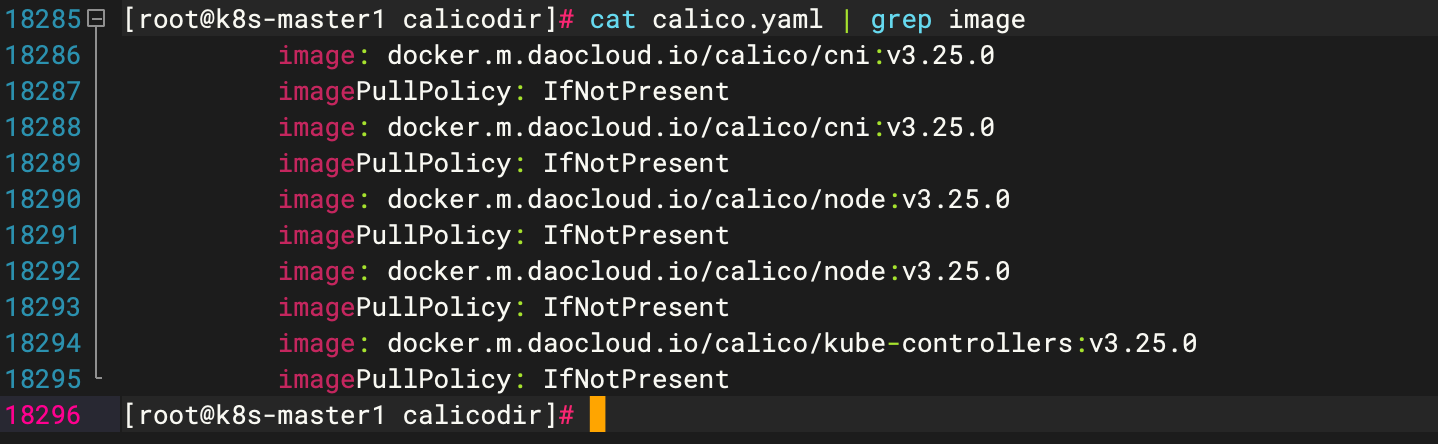 18285 [root@k8s-master1 calicodir]# cat calico.yaml | grep image
18286 image: docker.m.daocloud.io/calico/cni:v3.25.0
18287 imagePullPolicy: IfNotPresent
18288 image: docker.m.daocloud.io/calico/cni:v3.25.0
18289 imagePullPolicy: IfNotPresent
18290 image: docker.m.daocloud.io/calico/node:v3.25.0
18291 imagePullPolicy: IfNotPresent
18292 image: docker.m.daocloud.io/calico/node:v3.25.0
18293 imagePullPolicy: IfNotPresent
18294 image: docker.m.daocloud.io/calico/kube-controllers:v3.25.0
18295 imagePullPolicy: IfNotPresent
18296 [root@k8s-master1 calicodir]#